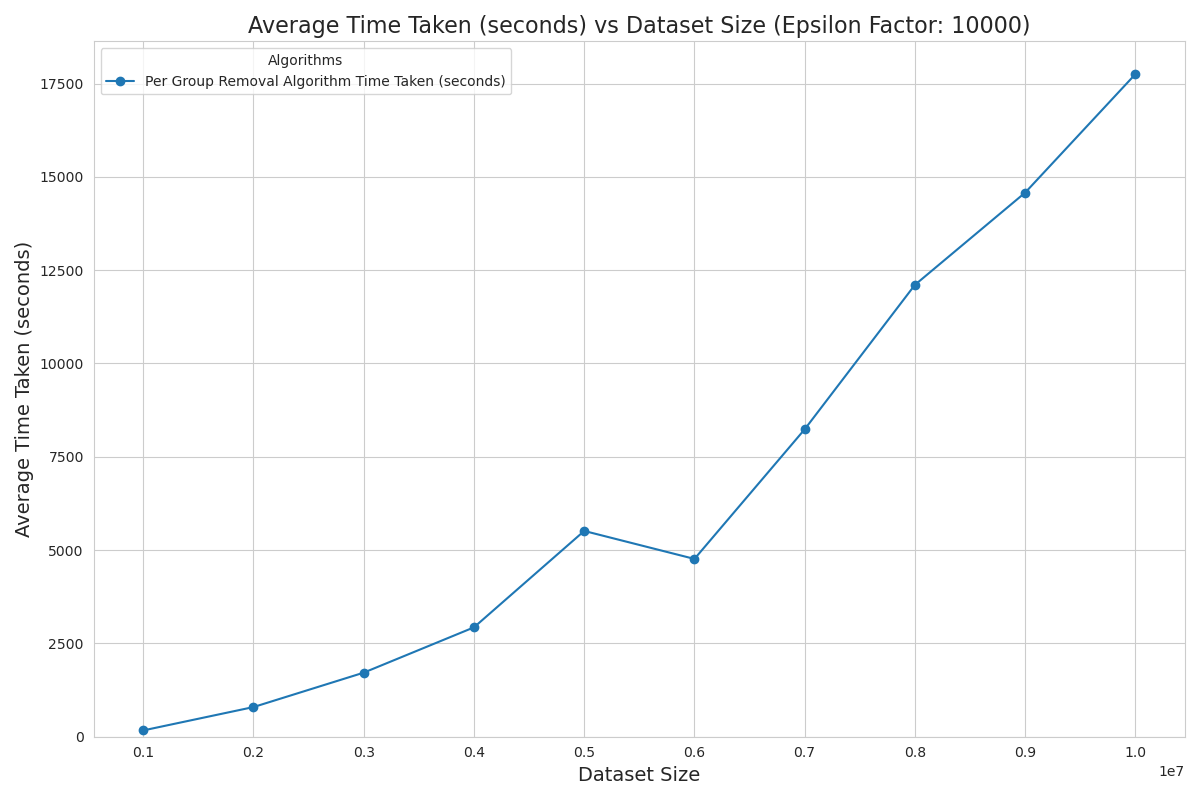 Average Time Taken (seconds) vs Dataset Size (Epsilon Factor: 10000)
Algorithms
Per Group Removal Algorithm Time Taken (seconds)
Average Time Taken (seconds)
17500
15000
12500
10000
7500
5000
2500
0
0.1 0.2 0.3 0.4 0.5 0.6 0.7 0.8 0.9 1.0
1e7
Dataset Size